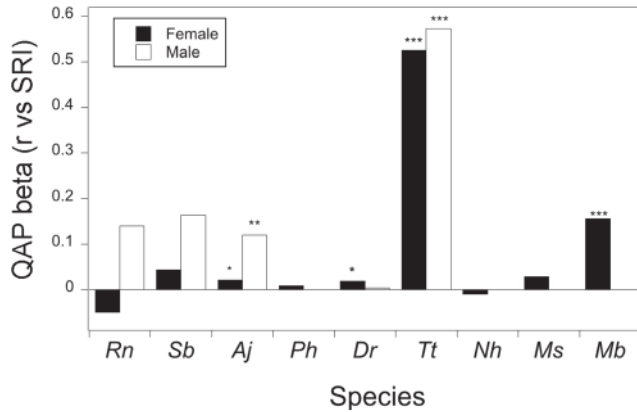 0.6
0.5
0.4
0.3
0.2
0.1
0
QAP beta (r vs SRI)
Female
Male
* ** * *** *** ***
Rn Sb Aj Ph Dr Tt Nh Ms Mb
Species